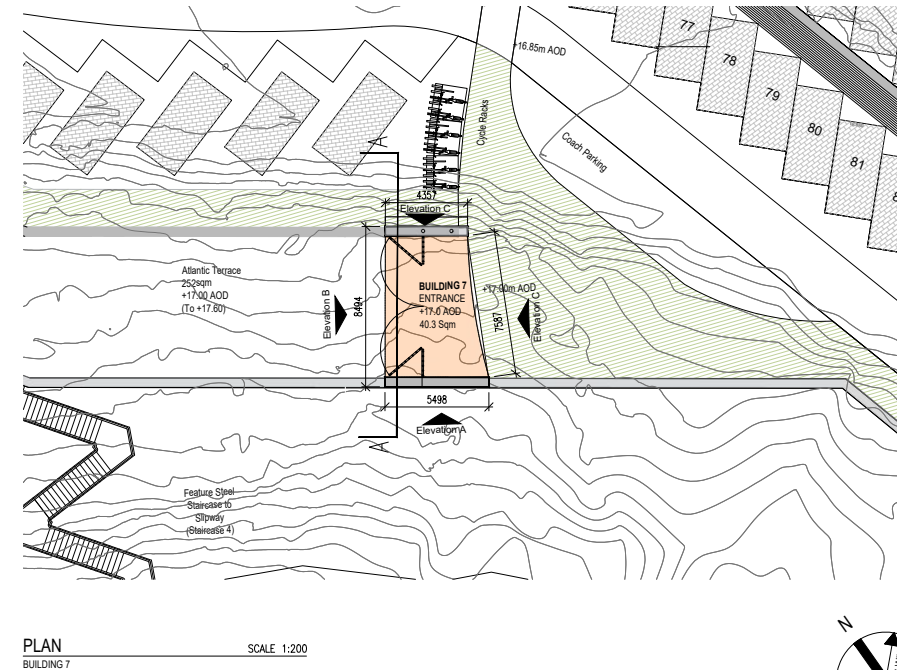 77
78
79
80
81
+16.85m AOD
Coach Parking
Cycle Racks
A
4357
Elevation C
Atlantic Terrace
252sqm
+17.00 AOD
(To +17.60)
Elevation B
8494
BUILDING 7
ENTRANCE
+17.0 AOD
40.3 Sqm
+17.00m AOD
7587
Elevation C
5498
Elevation A
A
Feature Steel
Staircase to
Slipway
(Staircase 4)
PLAN SCALE 1:200
BUILDING 7
N